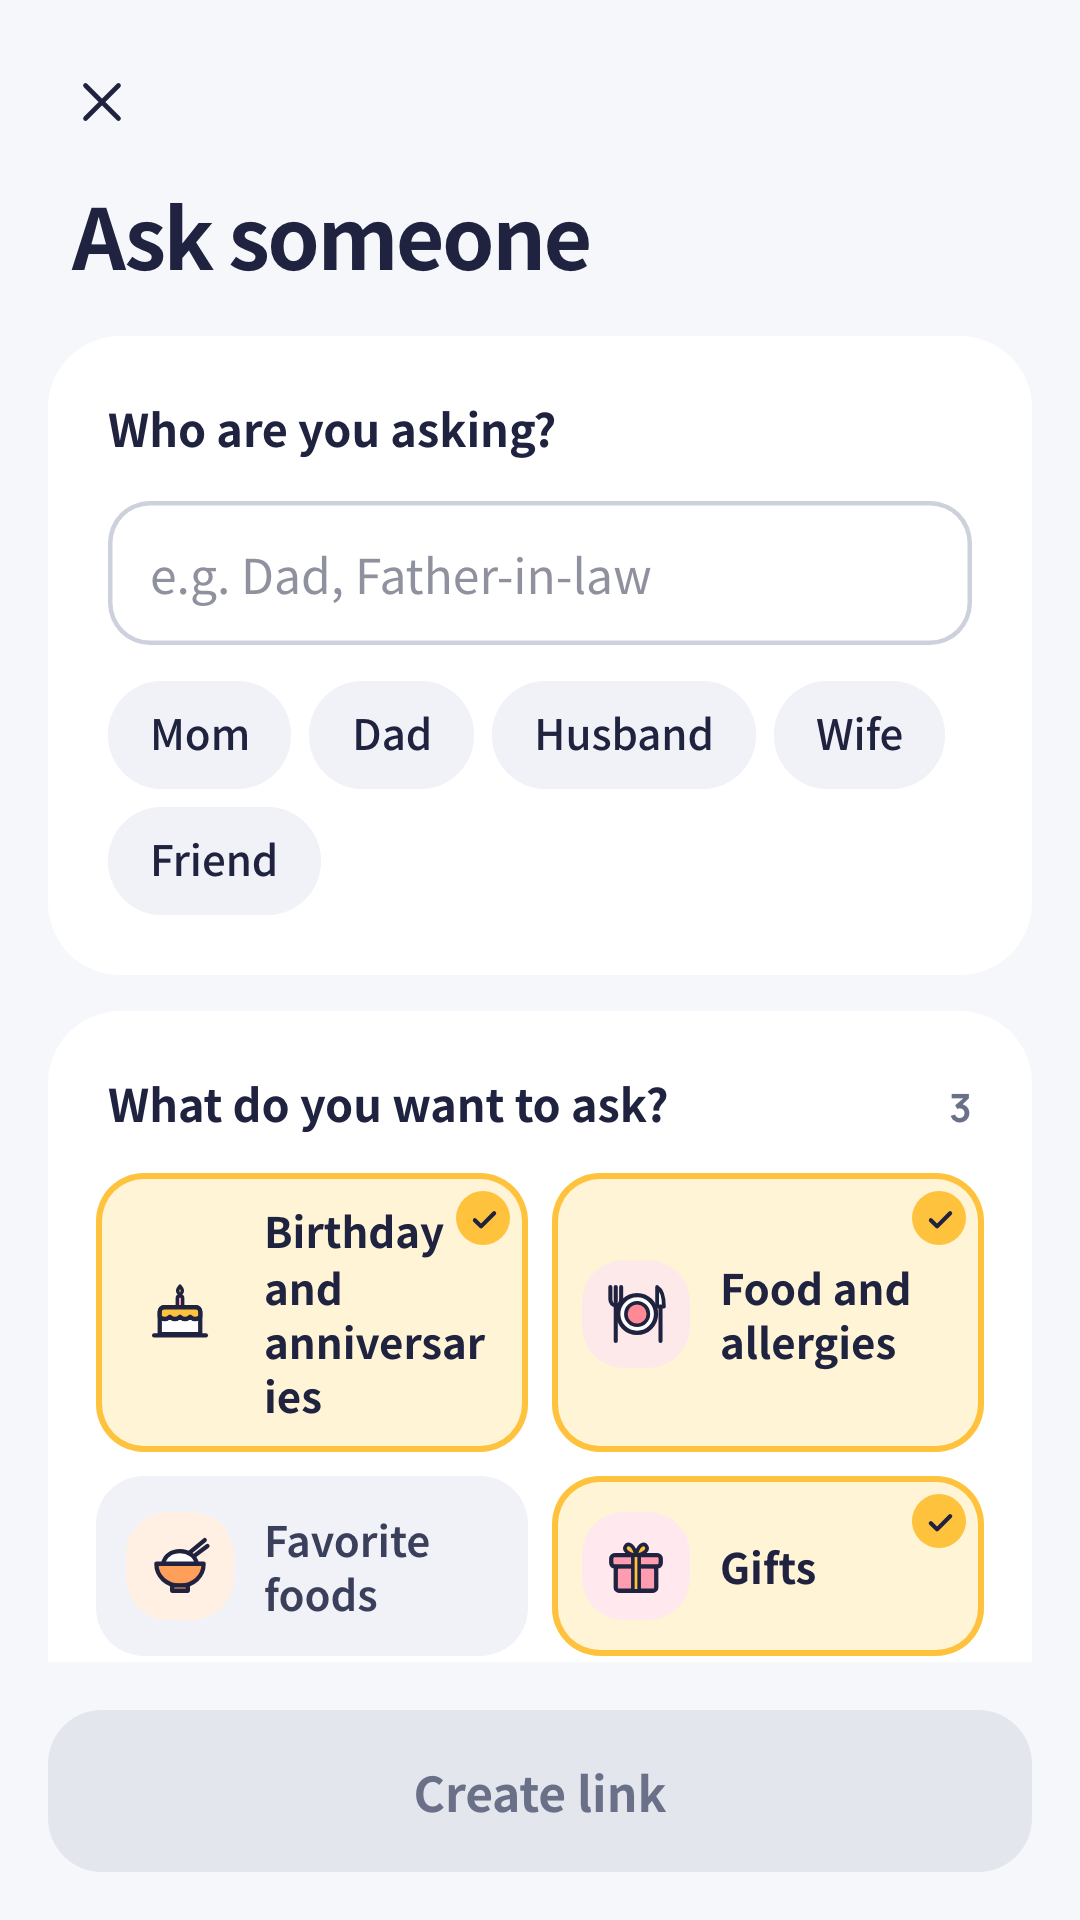 Ask someone
Who are you asking?
e.g. Dad, Father-in-law
Mom
Dad
Husband
Wife
Friend
What do you want to ask?
3
Birthday
and
anniversar
ies
Food and
allergies
Favorite
foods
Gifts
Create link